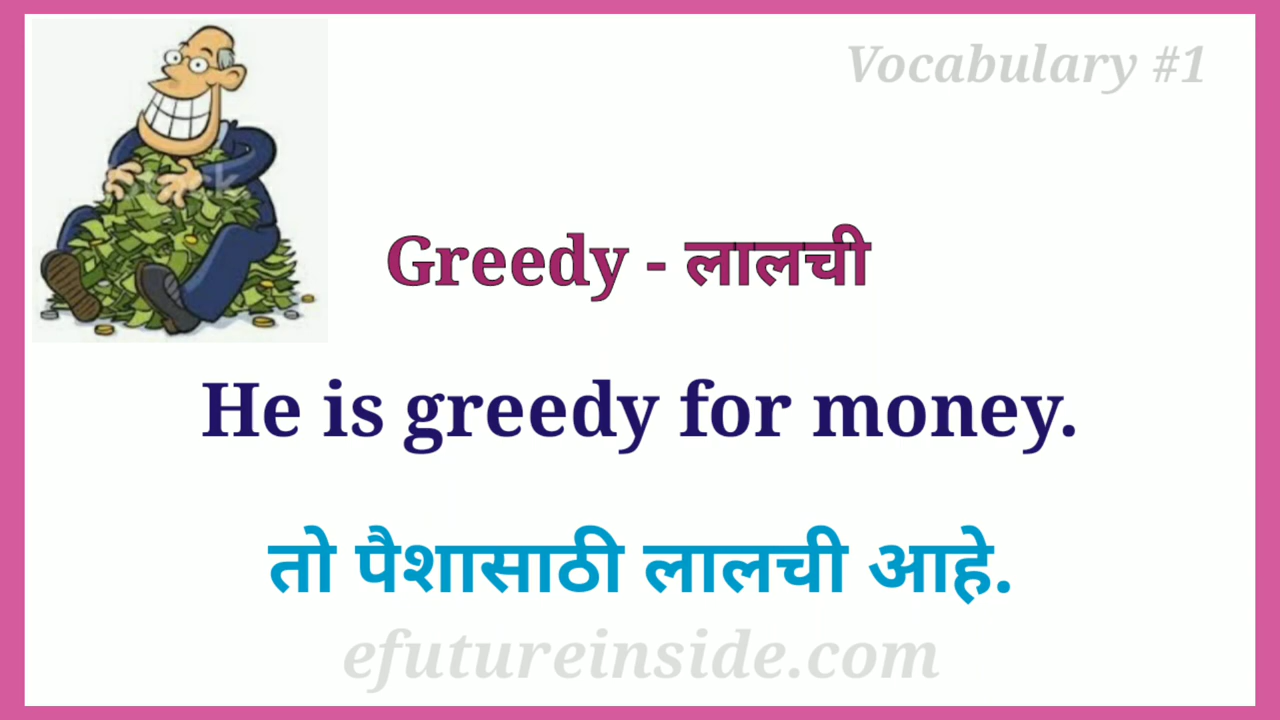 Vocabulary #1
Greedy - लालची
He is greedy for money.
तो पैशासाठी लालची आहे.
efutureinside.com